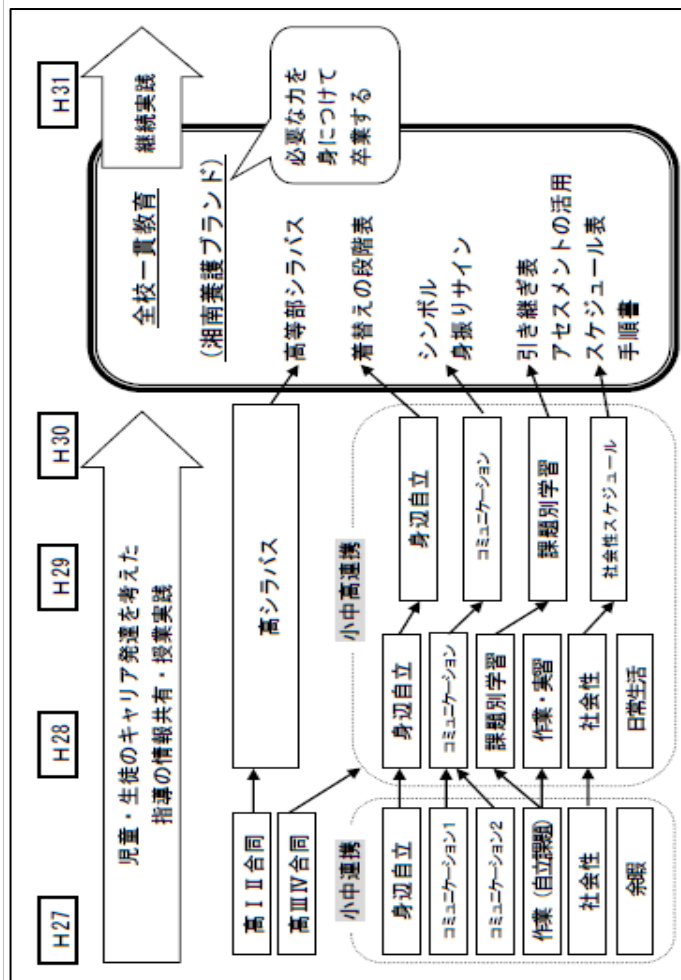 H27
H28
H29
H30
H31
児童・生徒のキャリア発達を考えた
指導の情報共有・授業実践
継続実践
高ⅠⅡ合同
高ⅢⅣ合同
高シラバス
小中連携
身辺自立
コミュニケーション1
コミュニケーション2
作業（自立課題）
社会性
余暇
小中高連携
身辺自立
コミュニケーション
課題別学習
作業・実習
社会性
日常生活
身辺自立
コミュニケーション
課題別学習
社会性スケジュール
全校一貫教育
（湘南養護ブランド）
必要な力を
身につけて
卒業する
高等部シラバス
着替えの段階表
シンボル
身振りサイン
引き継ぎ表
アセスメントの活用
スケジュール表
手順書